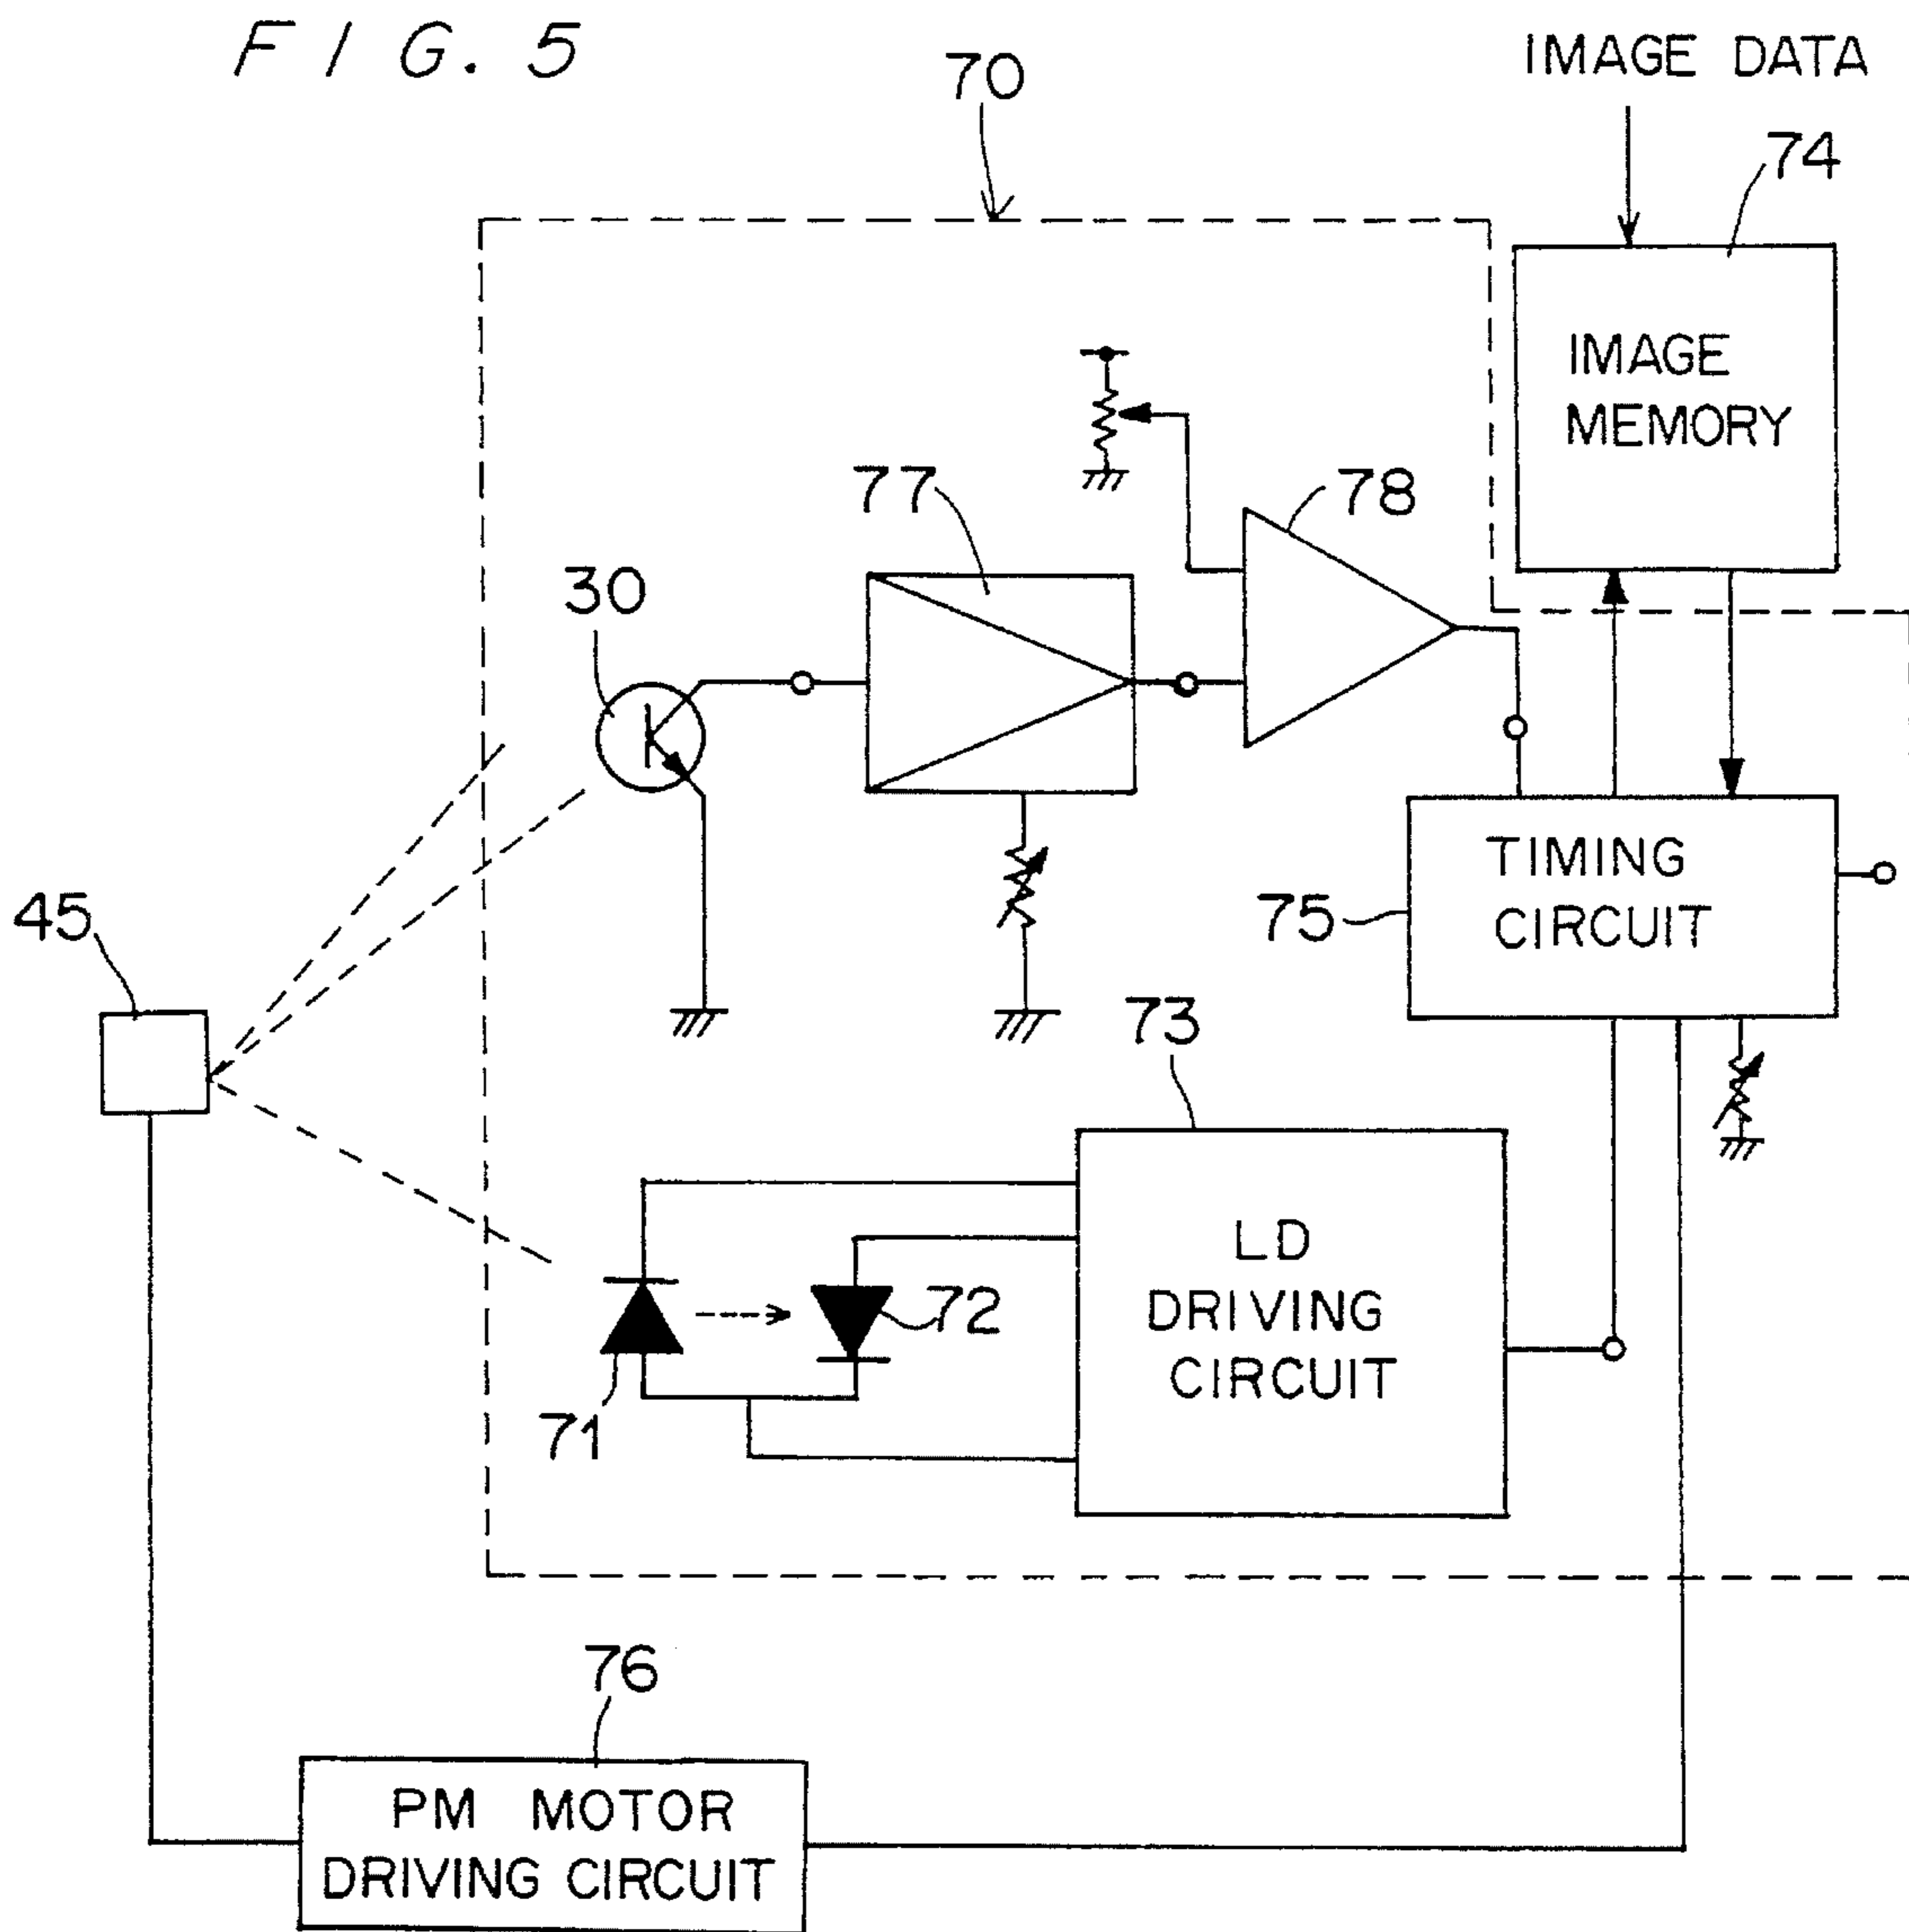 FIG. 5
70
IMAGE DATA
74
IMAGE
MEMORY
77
78
30
TIMING
CIRCUIT
75
45
73
LD
DRIVING
CIRCUIT
72
71
76
PM MOTOR
DRIVING CIRCUIT